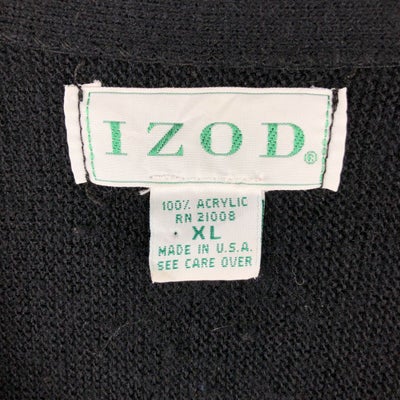 IZOD®
100% ACRYLIC
RN 21008
XL
MADE IN U.S.A.
SEE CARE OVER